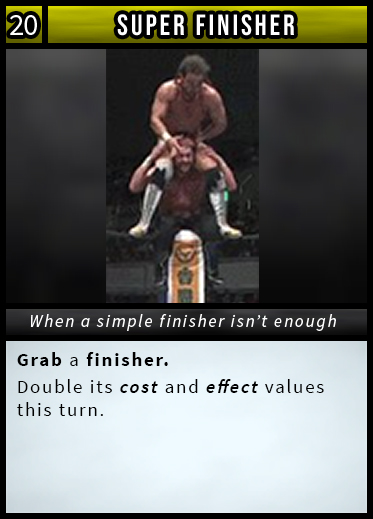 20
SUPER FINISHER
When a simple finisher isn't enough
Grab a finisher.
Double its cost and effect values
this turn.